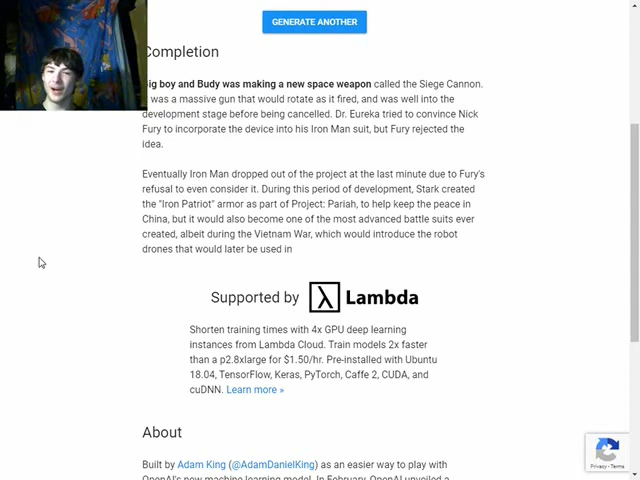 GENERATE ANOTHER
Completion
ig boy and Budy was making a new space weapon called the Siege Cannon.
was a massive gun that would rotate as it fired, and was well into the
development stage before being cancelled. Dr. Eureka tried to convince Nick
Fury to incorporate the device into his Iron Man suit, but Fury rejected the
idea.
Eventually Iron Man dropped out of the project at the last minute due to Fury's
refusal to even consider it. During this period of development, Stark created
the "Iron Patriot" armor as part of Project: Pariah, to help keep the peace in
China, but it would also become one of the most advanced battle suits ever
created, albeit during the Vietnam War, which would introduce the robot
drones that would later be used in
Supported by λ Lambda
Shorten training times with 4x GPU deep learning
instances from Lambda Cloud. Train models 2x faster
than a p2.8xlarge for $1.50/hr. Pre-installed with Ubuntu
18.04, TensorFlow, Keras, PyTorch, Caffe 2, CUDA, and
cuDNN. Learn more »
About
Built by Adam King (@AdamDanielKing) as an easier way to play with
OpenAI's new machine learning model. In February, OpenAI unveiled a
Privacy - Terms